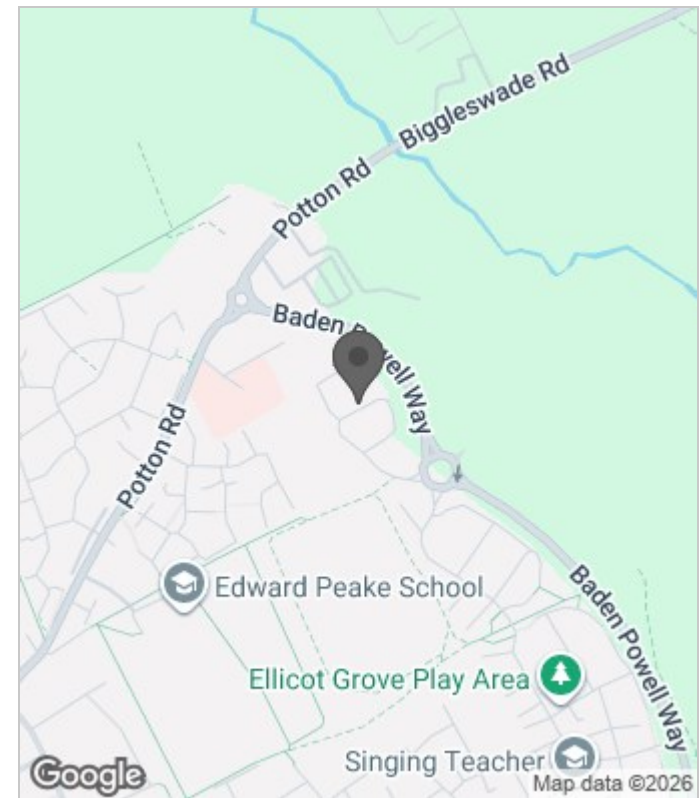 Biggleswade Rd
Potton Rd
Baden Powell Way
Potton Rd
Edward Peake School
Baden Powell Way
Ellicot Grove Play Area
Singing Teacher
Google
Map data ©2026